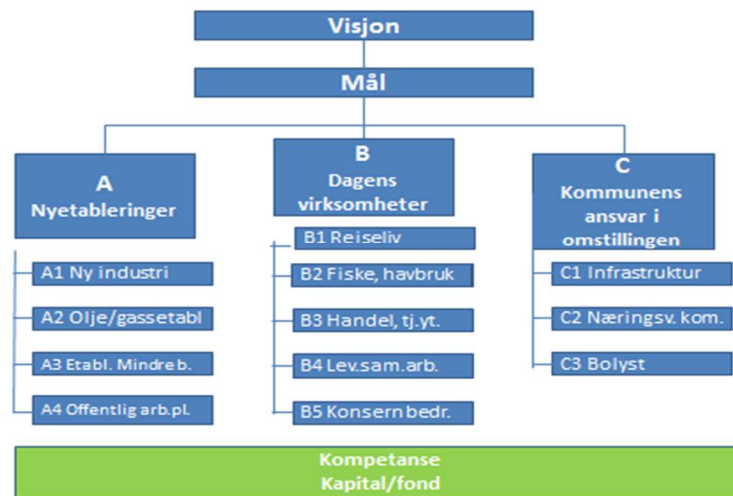 Visjon
Mål
A
Nyetableringer
A1 Ny industri
A2 Olje/gassetabl
A3 Etabl. Mindre b.
A4 Offentlig arb.pl.
B
Dagens
virksomheter
B1 Reiseliv
B2 Fiske, havbruk
B3 Handel, tj.yt.
B4 Lev.sam.arb.
B5 Konsern bedr.
C
Kommunens
ansvar i
omstillingen
C1 Infrastruktur
C2 Næringsv. kom.
C3 Bolyst
Kompetanse
Kapital/fond